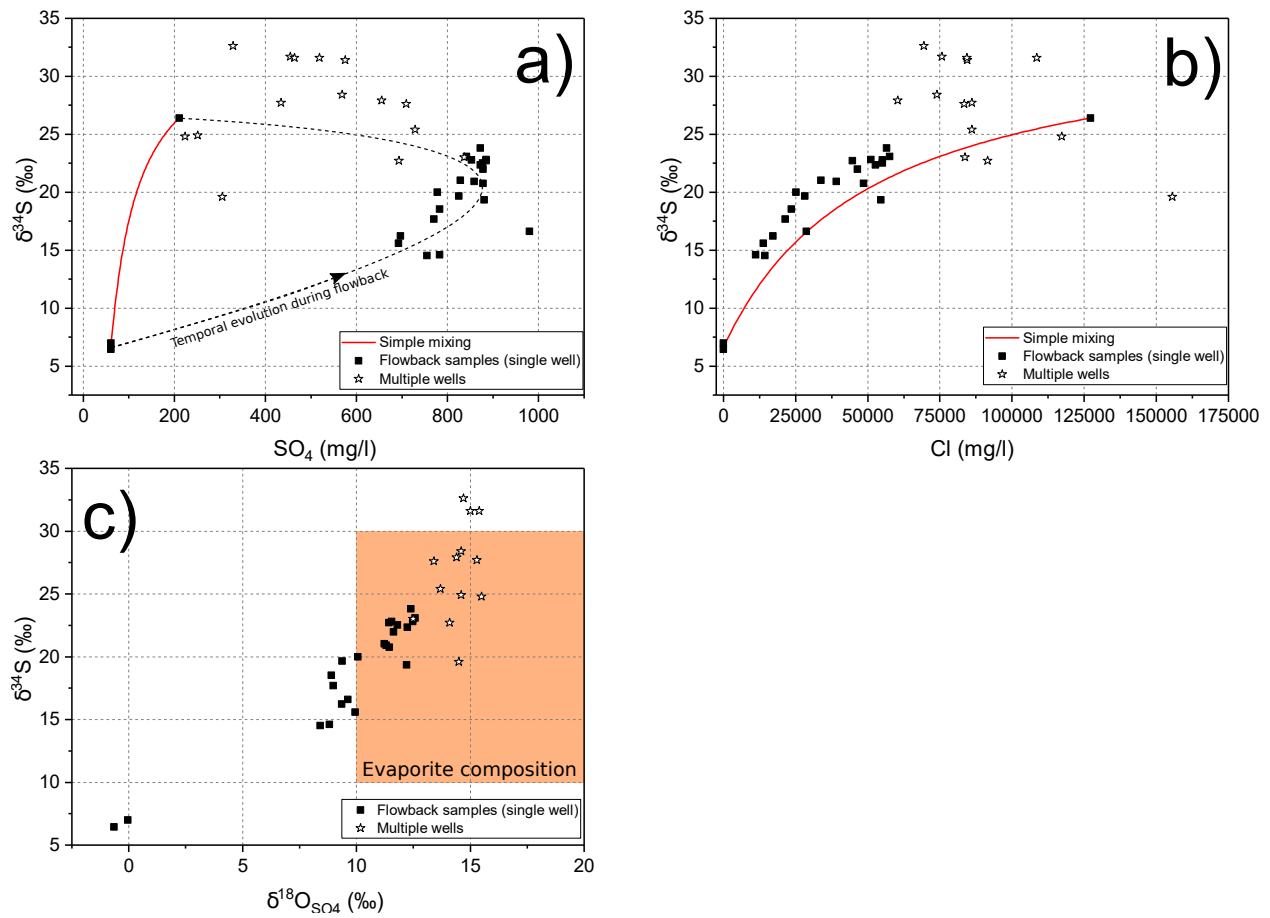 a)
35
30
25
20
15
10
5
δ³⁴S (‰)
Temporal evolution during flowback
Simple mixing
Flowback samples (single well)
Multiple wells
0 200 400 600 800 1000
SO₄ (mg/l)
b)
35
30
25
20
15
10
5
δ³⁴S (‰)
Simple mixing
Flowback samples (single well)
Multiple wells
0 25000 50000 75000 100000 125000 150000 175000
Cl (mg/l)
c)
35
30
25
20
15
10
5
δ³⁴S (‰)
Evaporite composition
Flowback samples (single well)
Multiple wells
0 5 10 15 20
δ¹⁸O_SO4 (‰)